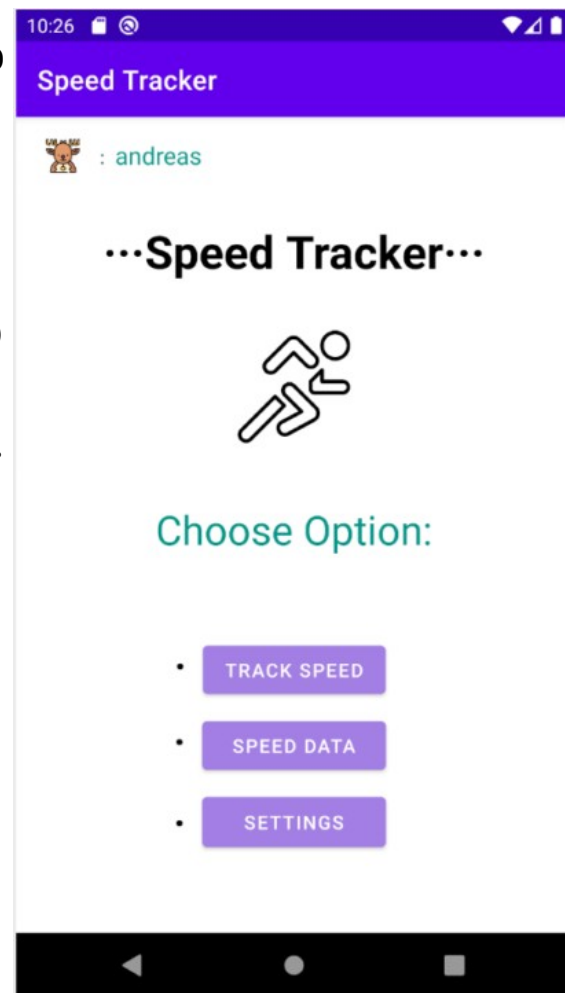 10:26
Speed Tracker
: andreas
···Speed Tracker···
Choose Option:
• TRACK SPEED
• SPEED DATA
• SETTINGS